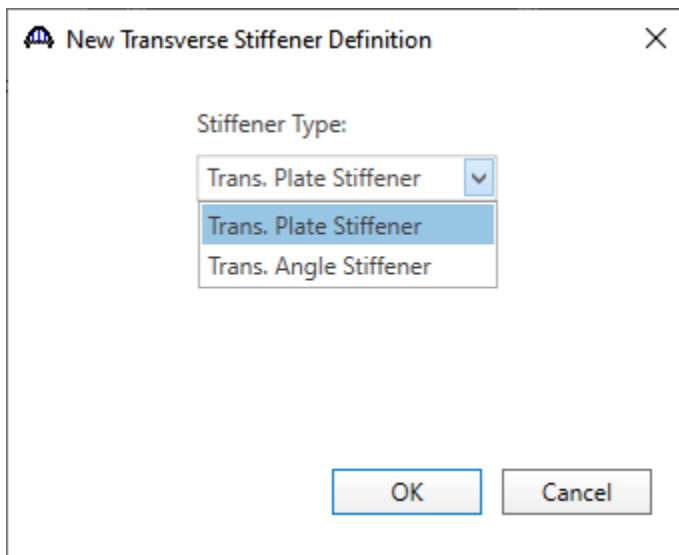 New Transverse Stiffener Definition
Stiffener Type:
Trans. Plate Stiffener
Trans. Plate Stiffener
Trans. Angle Stiffener
OK Cancel